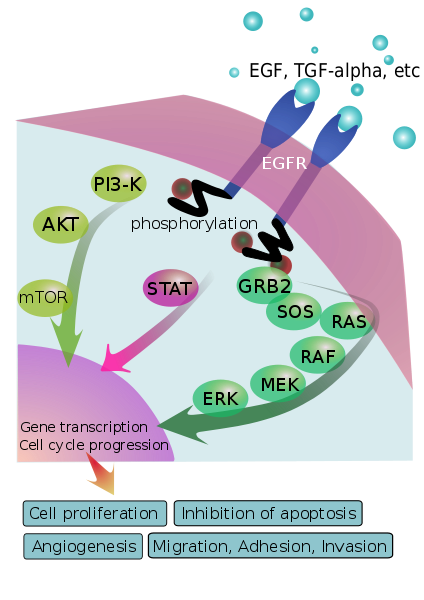 EGF, TGF-alpha, etc
EGFR
PI3-K
phosphorylation
AKT
mTOR
STAT
GRB2
SOS
RAS
RAF
MEK
ERK
Gene transcription
Cell cycle progression
Cell proliferation
Inhibition of apoptosis
Angiogenesis
Migration, Adhesion, Invasion